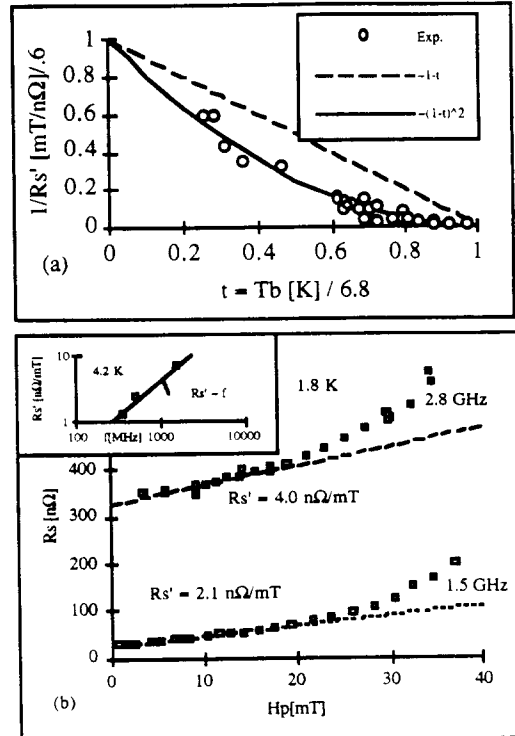 1/Rs' [mT/nΩ]/.6
1
0.8
0.6
0.4
0.2
0
Exp.
~1-t
~(1-t)^2
0 0.2 0.4 0.6 0.8 1
(a)
t = Tb [K] / 6.8
Rs' [nΩ/mT]
10
1
4.2 K
Rs' ~ f
100 f[MHz] 1000 10000
1.8 K
2.8 GHz
Rs [nΩ]
400
300
200
100
0
Rs' = 4.0 nΩ/mT
Rs' = 2.1 nΩ/mT
1.5 GHz
0 10 20 30 40
(b)
Hp[mT]